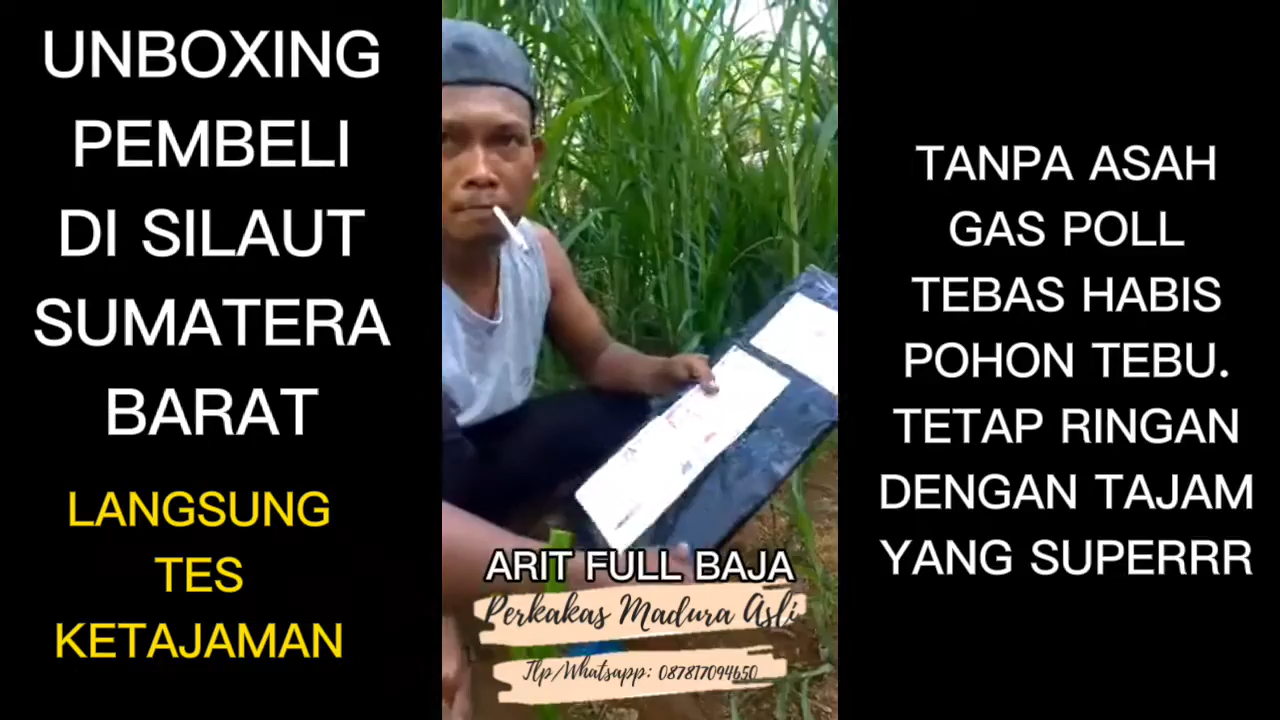 UNBOXING
PEMBELI
DI SILAUT
SUMATERA
BARAT
LANGSUNG
TES
KETAJAMAN
ARIT FULL BAJA
Perkakas Madura Asli
Tlp/Whatsapp: 087817094650
TANPA ASAH
GAS POLL
TEBAS HABIS
POHON TEBU.
TETAP RINGAN
DENGAN TAJAM
YANG SUPERRR